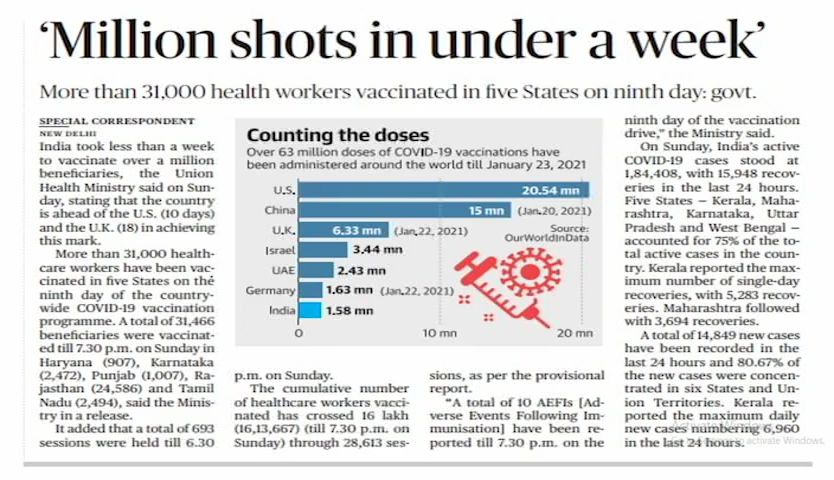 ‘Million shots in under a week’
More than 31,000 health workers vaccinated in five States on ninth day: govt.
SPECIAL CORRESPONDENT
NEW DELHI
India took less than a week
to vaccinate over a million
beneficiaries, the Union
Health Ministry said on Sun-
day, stating that the country
is ahead of the U.S. (10 days)
and the U.K. (18) in achieving
this mark.
More than 31,000 health-
care workers have been vac-
cinated in five States on the
ninth day of the country-
wide COVID-19 vaccination
programme. A total of 31,466
beneficiaries were vaccinat-
ed till 7.30 p.m. on Sunday in
Haryana (907), Karnataka
(2,472), Punjab (1,007), Ra-
jasthan (24,586) and Tamil
Nadu (2,494), said the Minis-
try in a release.
It added that a total of 693
sessions were held till 6.30
Counting the doses
Over 63 million doses of COVID-19 vaccinations have
been administered around the world till January 23, 2021
U.S. 20.54 mn
China 15 mn (Jan.20, 2021)
U.K. 6.33 mn (Jan.22, 2021)
Source:
OurWorldInData
Israel 3.44 mn
UAE 2.43 mn
Germany 1.63 mn (Jan.22, 2021)
India 1.58 mn
0 10 mn 20 mn
p.m. on Sunday.
The cumulative number
of healthcare workers vacci-
nated has crossed 16 lakh
(16,13,667) (till 7.30 p.m. on
Sunday) through 28,613 ses-
sions, as per the provisional
report.
“A total of 10 AEFIs [Ad-
verse Events Following Im-
munisation] have been re-
ported till 7.30 p.m. on the
ninth day of the vaccination
drive,” the Ministry said.
On Sunday, India’s active
COVID-19 cases stood at
1,84,408, with 15,948 recov-
eries in the last 24 hours.
Five States – Kerala, Maha-
rashtra, Karnataka, Uttar
Pradesh and West Bengal –
accounted for 75% of the to-
tal active cases in the coun-
try. Kerala reported the max-
imum number of single-day
recoveries, with 5,283 recov-
eries. Maharashtra followed
with 3,694 recoveries.
A total of 14,849 new cases
have been recorded in the
last 24 hours and 80.67% of
the new cases were concen-
trated in six States and Un-
ion Territories. Kerala re-
ported the maximum daily
new cases numbering 6,960
in the last 24 hours.
Activate Windows
to activate Windows.